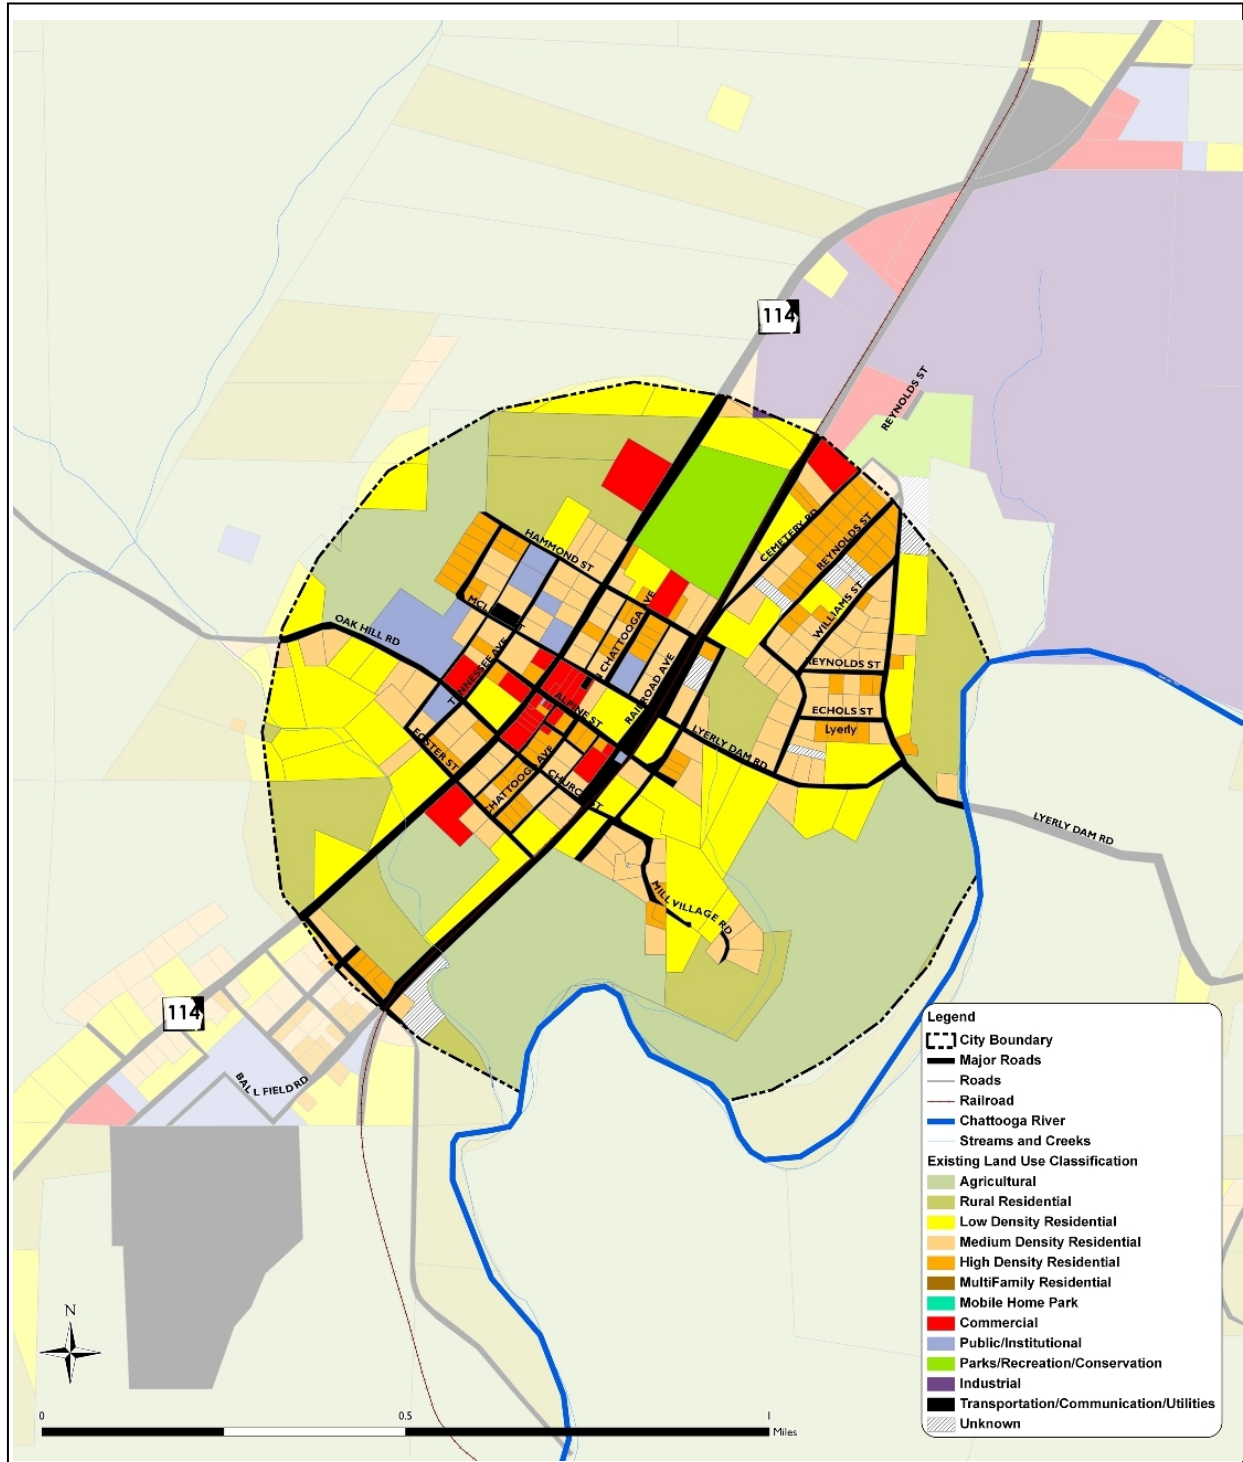 114
REYNOLDS ST
HAMMOND ST
CEMETERY RD
REYNOLDS ST
WILLIAMS ST
OAK HILL RD
CHATTOOGA AVE
TENNESSEE AVE
RAILROAD AVE
REYNOLDS ST
ALPINE ST
ECHOLS ST
Lyerly
FOSTER ST
LYERLY DAM RD
CHATTOOGA AVE
CHURCH ST
LYERLY DAM RD
MILL VILLAGE RD
114
BALL FIELD RD
Legend
City Boundary
Major Roads
Roads
Railroad
Chattooga River
Streams and Creeks
Existing Land Use Classification
Agricultural
Rural Residential
Low Density Residential
Medium Density Residential
High Density Residential
MultiFamily Residential
Mobile Home Park
Commercial
Public/Institutional
Parks/Recreation/Conservation
Industrial
Transportation/Communication/Utilities
Unknown
N
0 0.5 1
Miles